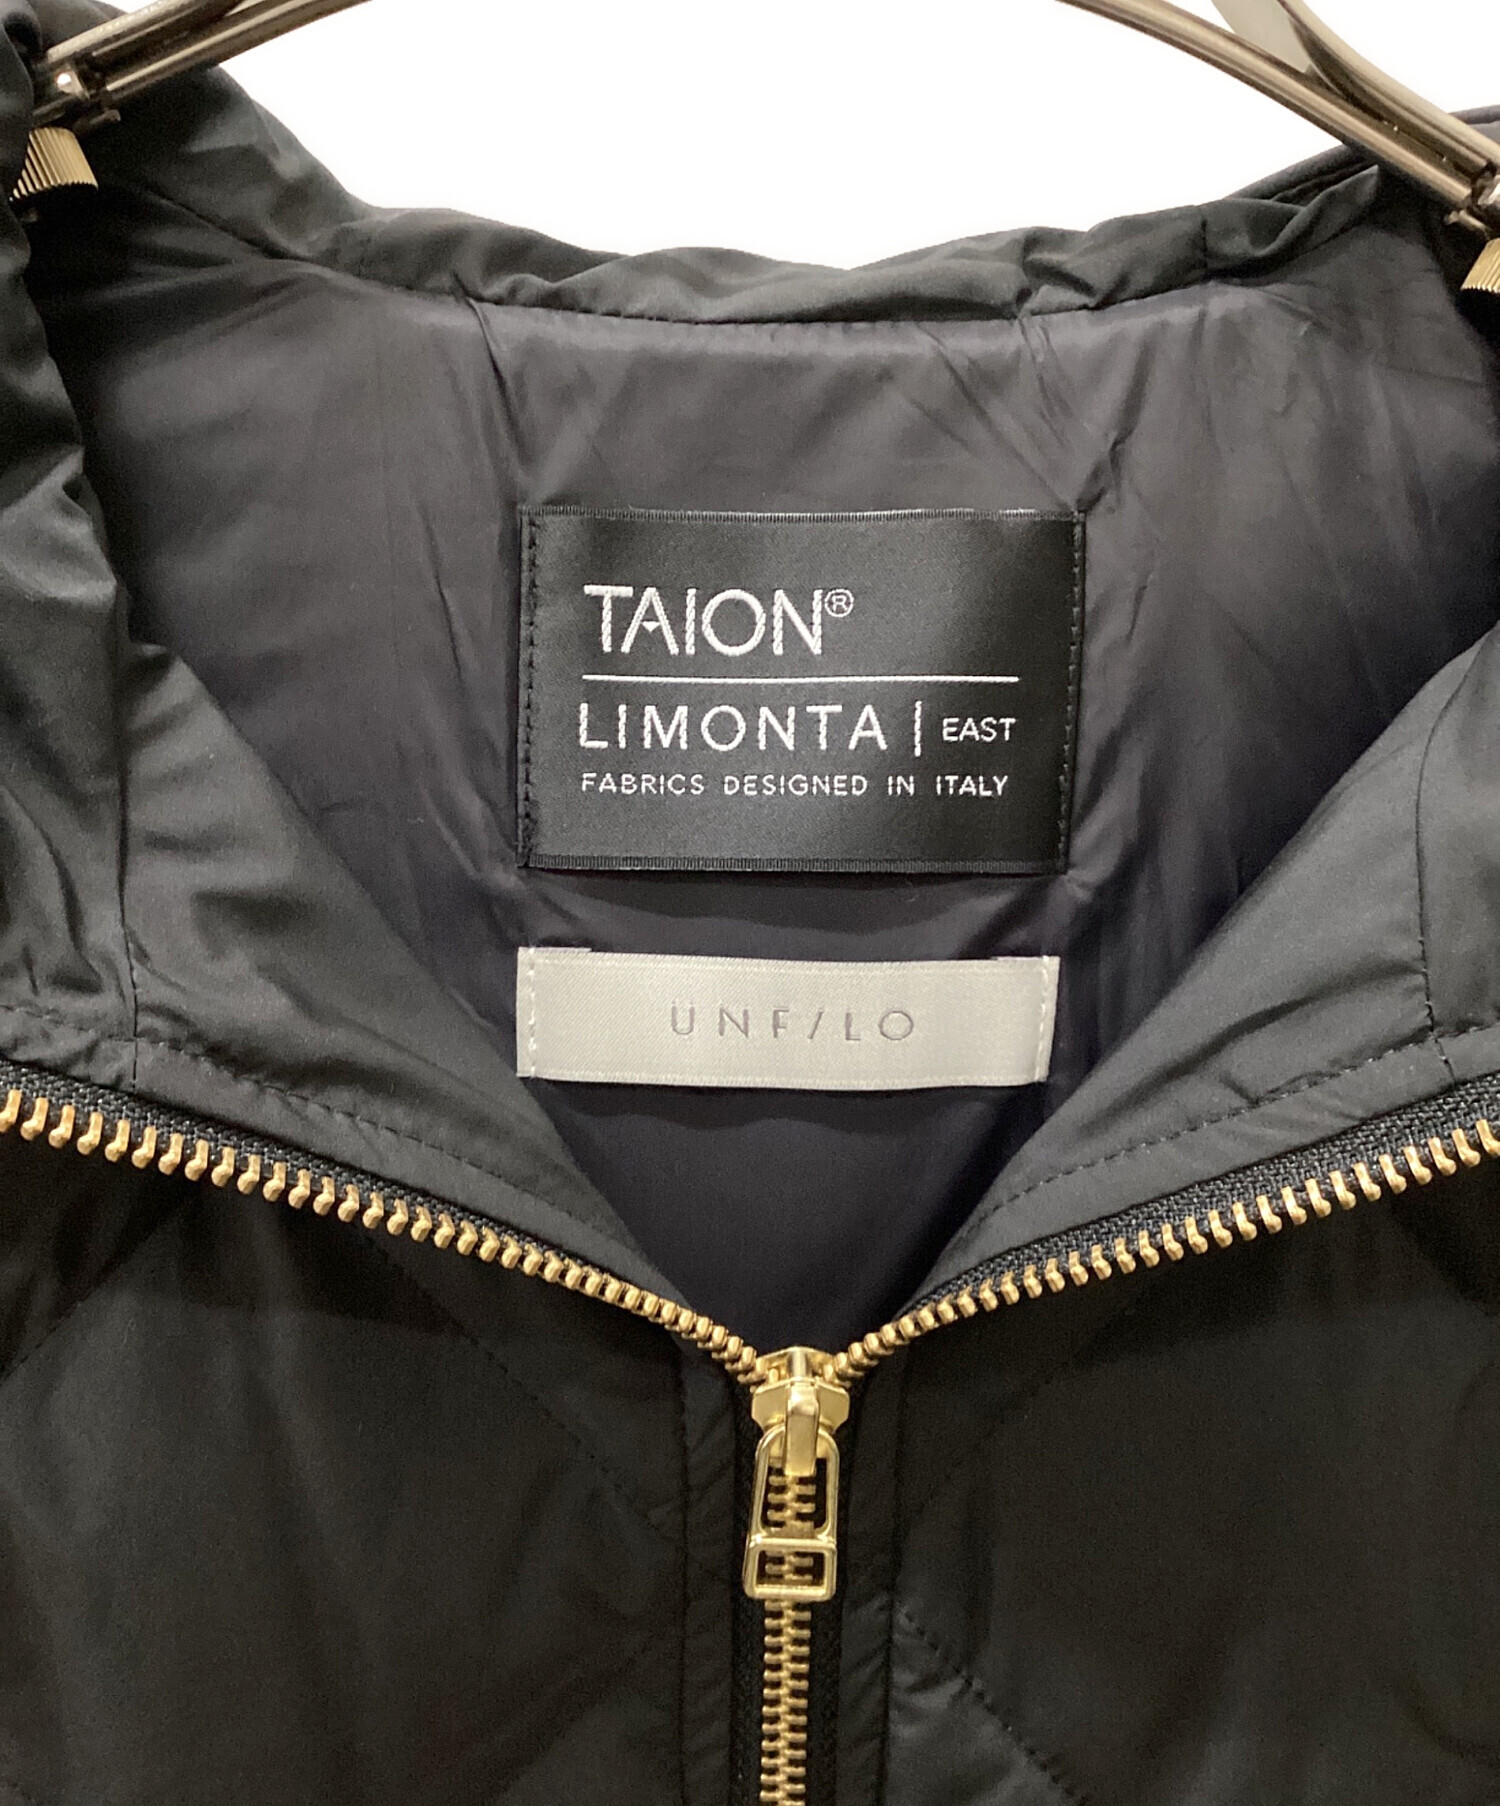 TAION®
LIMONTA | EAST
FABRICS DESIGNED IN ITALY
UNF/LO